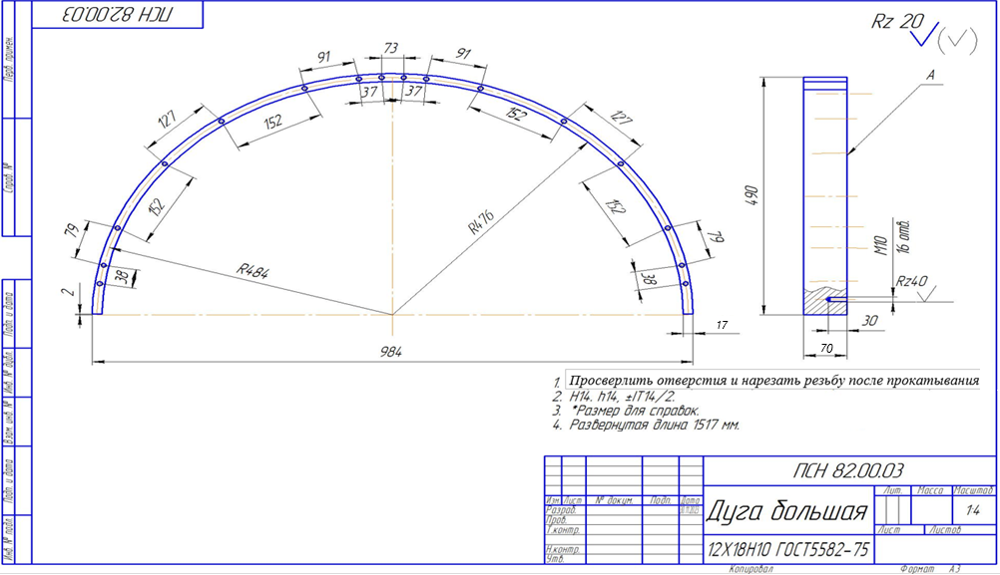 ПСН 82.00.03
Rz 20
Перв. примен.
Справ. №
Подп. и дата
Инв. № дубл.
Взам. инв. №
Подп. и дата
Инв. № подл.
73
91
91
37
37
127
127
152
152
152
152
79
79
38
38
2
R484
R476
17
984
A
490
M10
16 отв.
Rz40
30
70
1. Просверлить отверстия и нарезать резьбу после прокатывания
2. H14. h14, ±IT14/2.
3. *Размер для справок.
4. Развернутая длина 1517 мм.
ПСН 82.00.03
Изм. Лист № докум. Подп. Дата
Разраб.
Пров.
Т.контр.
Н.контр.
Утв.
Дуга большая
Лит. Масса Масштаб
1:4
Лист Листов
12Х18Н10 ГОСТ5582-75
Копировал Формат А3